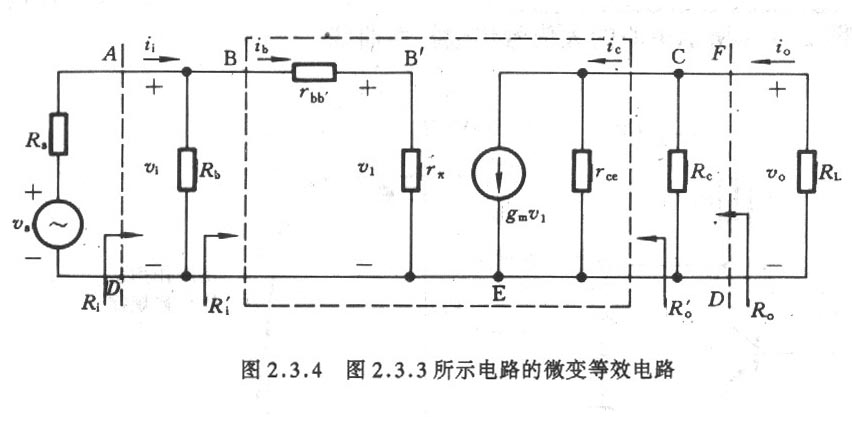 A i_i B i_b B′ i_c C F i_o
+ r_bb′ + +
R_s v_i R_b v_1 r_π r_ce R_c v_o R_L
+
v_s ~ g_m v_1
− − − −
R_i D R_i′ E R_o′ D R_o
图 2.3.4 图 2.3.3 所示电路的微变等效电路